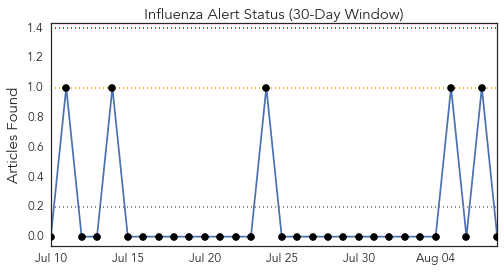 Influenza Alert Status (30-Day Window)
Articles Found
1.4
1.2
1.0
0.8
0.6
0.4
0.2
0.0
Jul 10
Jul 15
Jul 20
Jul 25
Jul 30
Aug 04